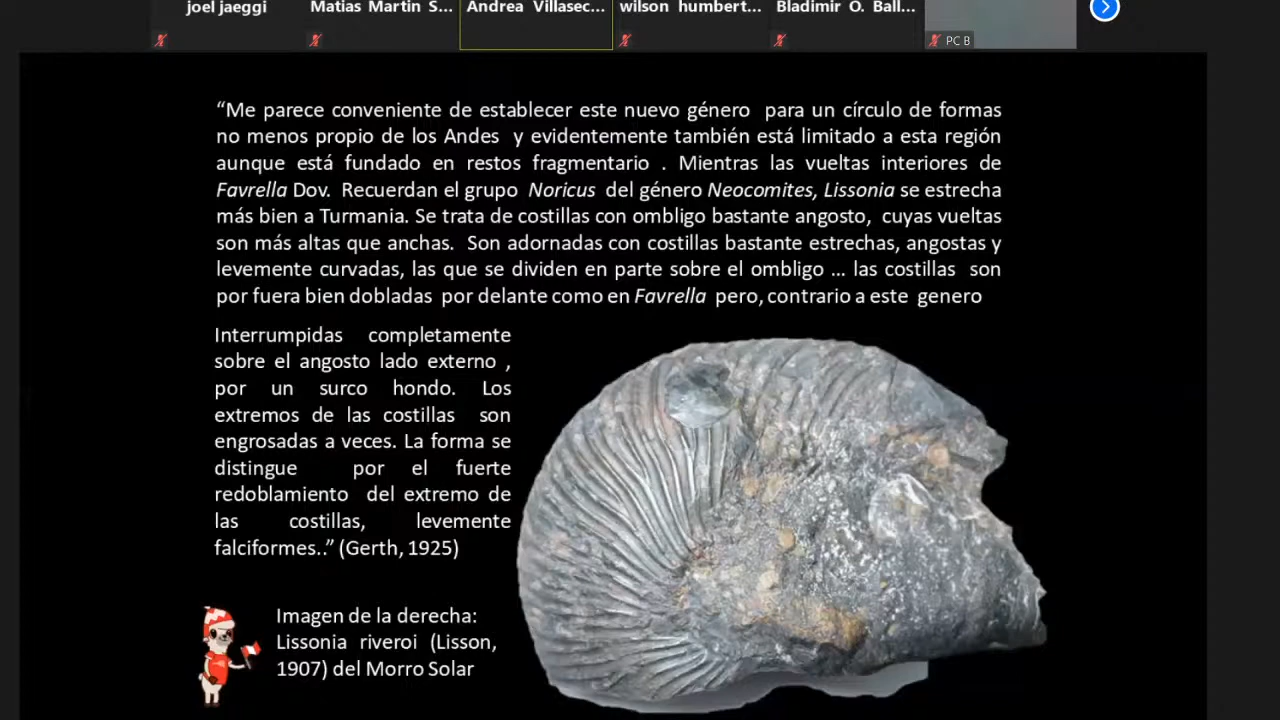 joel jaeggi
Matias Martin S...
Andrea Villasec...
wilson humbert...
Bladimir O. Ball...
PC B
“Me parece conveniente de establecer este nuevo género para un círculo de formas
no menos propio de los Andes y evidentemente también está limitado a esta región
aunque está fundado en restos fragmentario . Mientras las vueltas interiores de
Favrella Dov. Recuerdan el grupo Noricus del género Neocomites, Lissonia se estrecha
más bien a Turmania. Se trata de costillas con ombligo bastante angosto, cuyas vueltas
son más altas que anchas. Son adornadas con costillas bastante estrechas, angostas y
levemente curvadas, las que se dividen en parte sobre el ombligo ... las costillas son
por fuera bien dobladas por delante como en Favrella pero, contrario a este genero
Interrumpidas completamente
sobre el angosto lado externo ,
por un surco hondo. Los
extremos de las costillas son
engrosadas a veces. La forma se
distingue por el fuerte
redoblamiento del extremo de
las costillas, levemente
falciformes..” (Gerth, 1925)
Imagen de la derecha:
Lissonia riveroi (Lisson,
1907) del Morro Solar